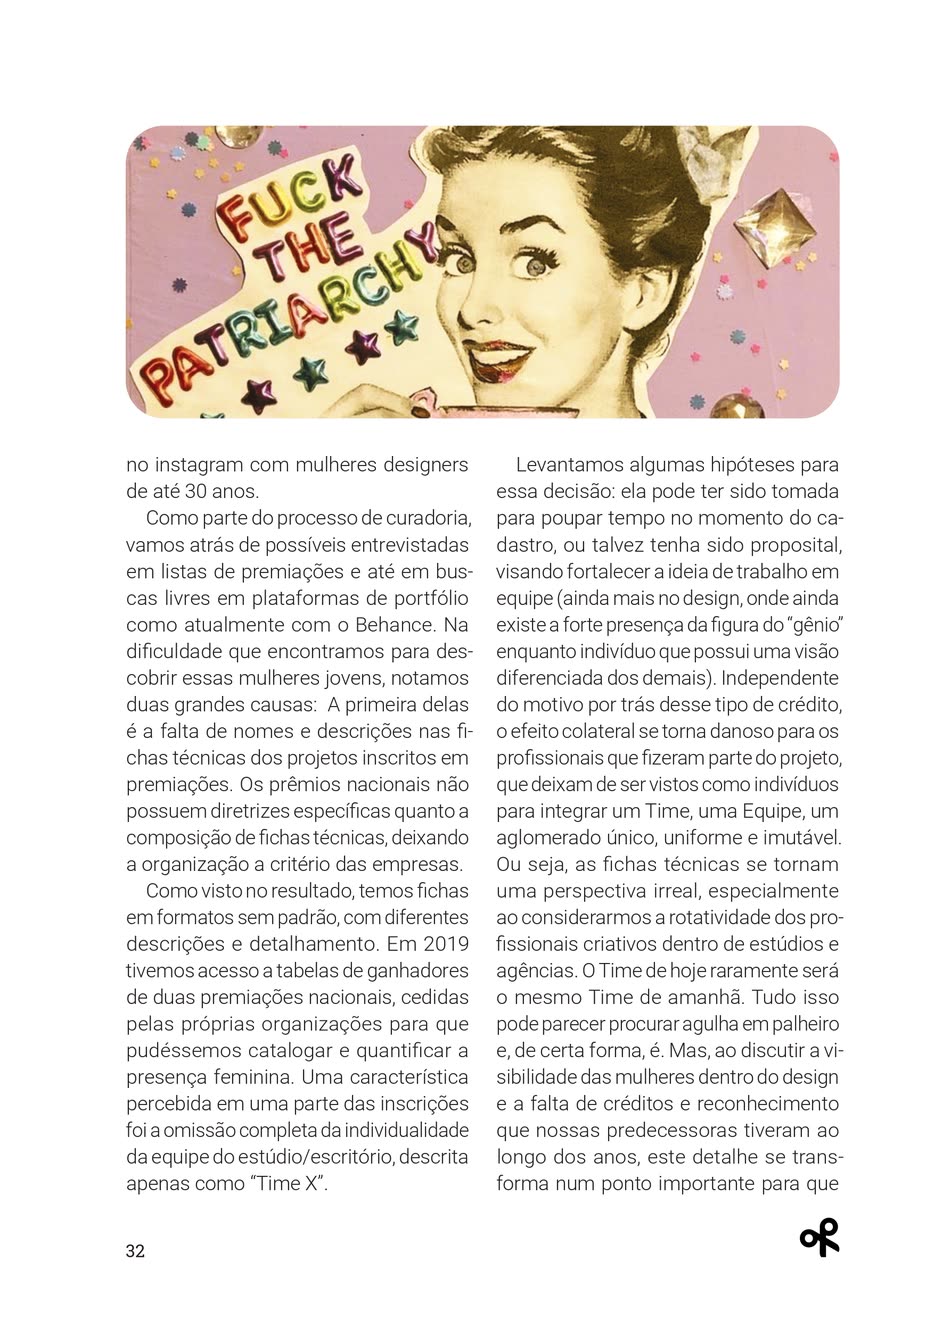 FUCK
THE
PATRIARCHY
no instagram com mulheres designers
de até 30 anos.
Como parte do processo de curadoria,
vamos atrás de possíveis entrevistadas
em listas de premiações e até em bus-
cas livres em plataformas de portfólio
como atualmente com o Behance. Na
dificuldade que encontramos para des-
cobrir essas mulheres jovens, notamos
duas grandes causas:  A primeira delas
é a falta de nomes e descrições nas fi-
chas técnicas dos projetos inscritos em
premiações. Os prêmios nacionais não
possuem diretrizes específicas quanto a
composição de fichas técnicas, deixando
a organização a critério das empresas.
Como visto no resultado, temos fichas
em formatos sem padrão, com diferentes
descrições e detalhamento. Em 2019
tivemos acesso a tabelas de ganhadores
de duas premiações nacionais, cedidas
pelas próprias organizações para que
pudéssemos catalogar e quantificar a
presença feminina. Uma característica
percebida em uma parte das inscrições
foi a omissão completa da individualidade
da equipe do estúdio/escritório, descrita
apenas como “Time X”.
Levantamos algumas hipóteses para
essa decisão: ela pode ter sido tomada
para poupar tempo no momento do ca-
dastro, ou talvez tenha sido proposital,
visando fortalecer a ideia de trabalho em
equipe (ainda mais no design, onde ainda
existe a forte presença da figura do “gênio”
enquanto indivíduo que possui uma visão
diferenciada dos demais). Independente
do motivo por trás desse tipo de crédito,
o efeito colateral se torna danoso para os
profissionais que fizeram parte do projeto,
que deixam de ser vistos como indivíduos
para integrar um Time, uma Equipe, um
aglomerado único, uniforme e imutável.
Ou seja, as fichas técnicas se tornam
uma perspectiva irreal, especialmente
ao considerarmos a rotatividade dos pro-
fissionais criativos dentro de estúdios e
agências. O Time de hoje raramente será
o mesmo Time de amanhã. Tudo isso
pode parecer procurar agulha em palheiro
e, de certa forma, é. Mas, ao discutir a vi-
sibilidade das mulheres dentro do design
e a falta de créditos e reconhecimento
que nossas predecessoras tiveram ao
longo dos anos, este detalhe se trans-
forma num ponto importante para que
32